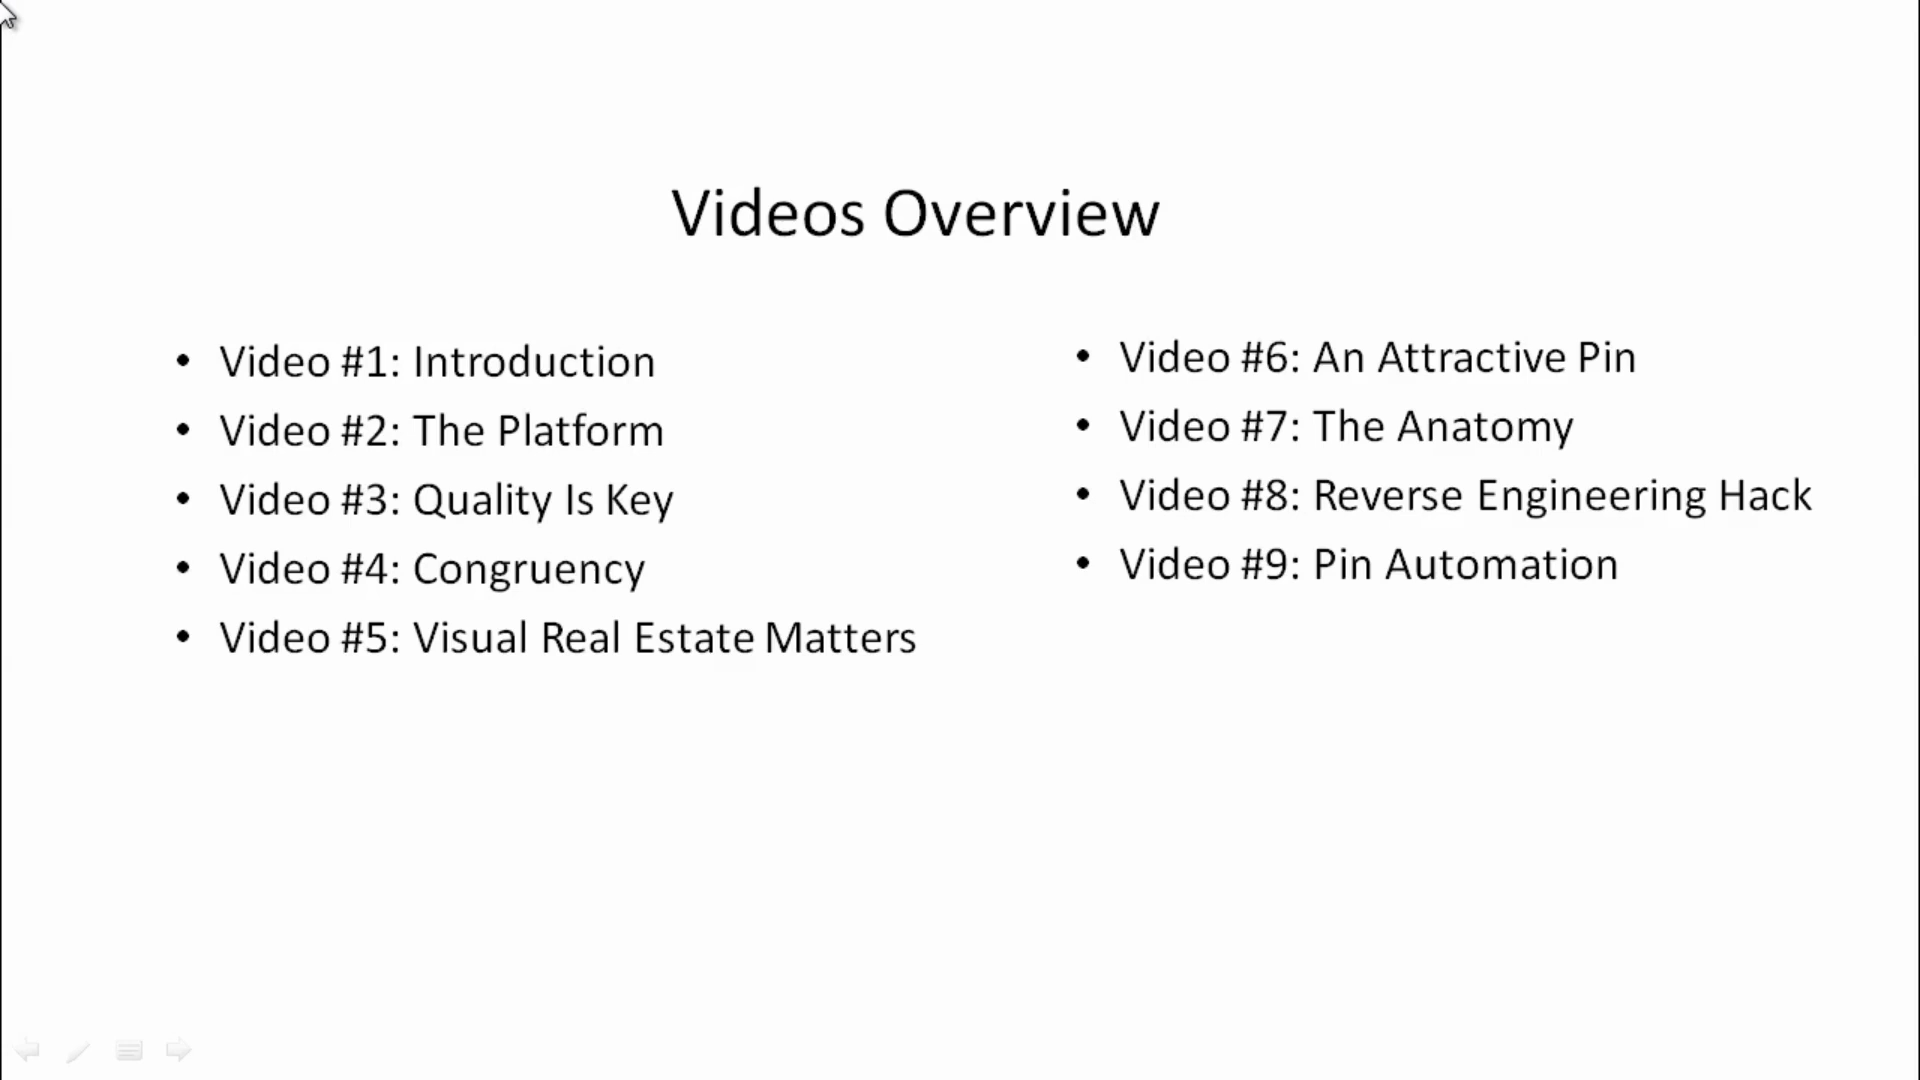 Videos Overview
• Video #1: Introduction
• Video #2: The Platform
• Video #3: Quality Is Key
• Video #4: Congruency
• Video #5: Visual Real Estate Matters
• Video #6: An Attractive Pin
• Video #7: The Anatomy
• Video #8: Reverse Engineering Hack
• Video #9: Pin Automation